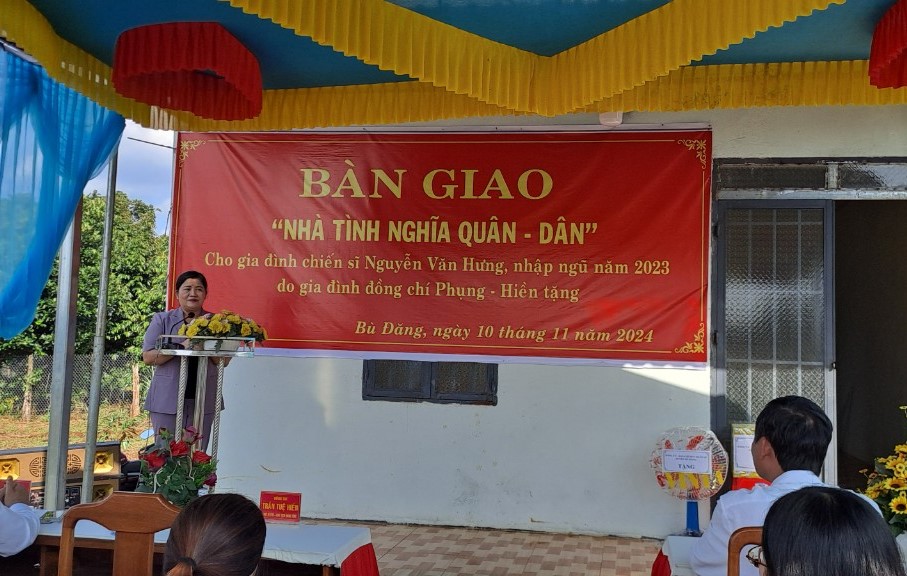 BÀN GIAO
“NHÀ TÌNH NGHĨA QUÂN - DÂN”
Cho gia đình chiến sĩ Nguyễn Văn Hưng, nhập ngũ năm 2023
do gia đình đồng chí Phụng - Hiền tặng
Bù Đăng, ngày 10 tháng 11 năm 2024
TẶNG
TRẦN TUỆ HIỀN